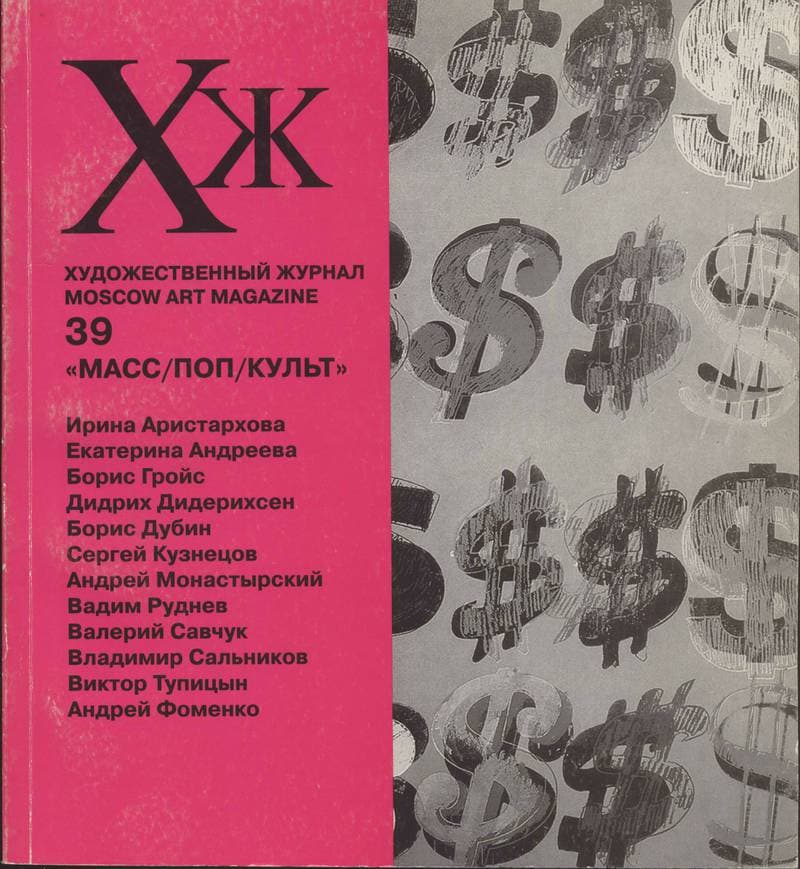 ХЖ
ХУДОЖЕСТВЕННЫЙ ЖУРНАЛ
MOSCOW ART MAGAZINE
39
«МАСС/ПОП/КУЛЬТ»
Ирина Аристархова
Екатерина Андреева
Борис Гройс
Дидрих Дидерихсен
Борис Дубин
Сергей Кузнецов
Андрей Монастырский
Вадим Руднев
Валерий Савчук
Владимир Сальников
Виктор Тупицын
Андрей Фоменко